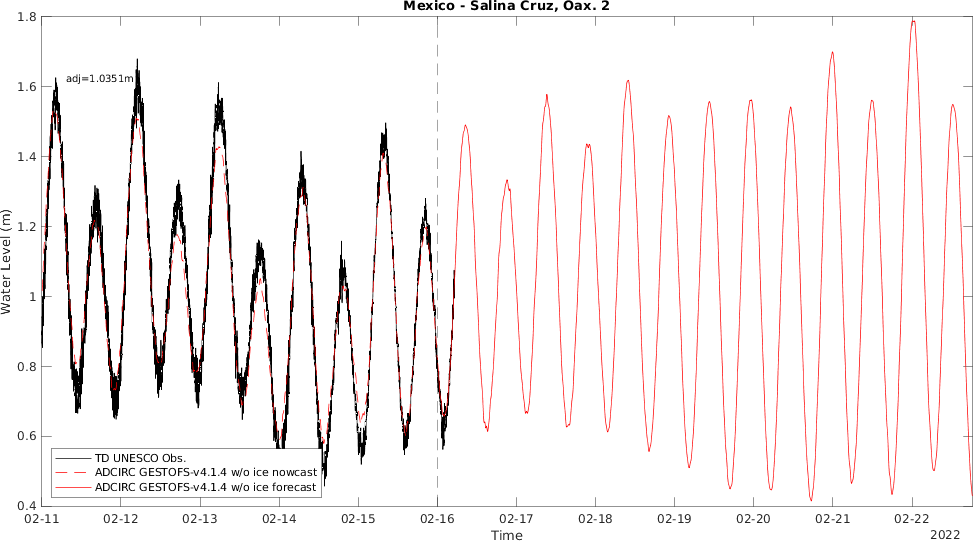 Mexico - Salina Cruz, Oax. 2
Water Level (m)
1.8
1.6
1.4
1.2
1
0.8
0.6
0.4
adj=1.0351m
TD UNESCO Obs.
ADCIRC GESTOFS-v4.1.4 w/o ice nowcast
ADCIRC GESTOFS-v4.1.4 w/o ice forecast
02-11 02-12 02-13 02-14 02-15 02-16 02-17 02-18 02-19 02-20 02-21 02-22
Time
2022